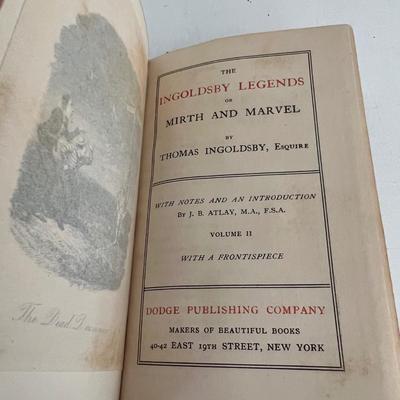 The Dead
THE
INGOLDSBY LEGENDS
OR
MIRTH AND MARVEL
BY
THOMAS INGOLDSBY, ESQUIRE
WITH NOTES AND AN INTRODUCTION
BY J. B. ATLAY, M.A., F.S.A.
VOLUME II
WITH A FRONTISPIECE
DODGE PUBLISHING COMPANY
MAKERS OF BEAUTIFUL BOOKS
40-42 EAST 19TH STREET, NEW YORK